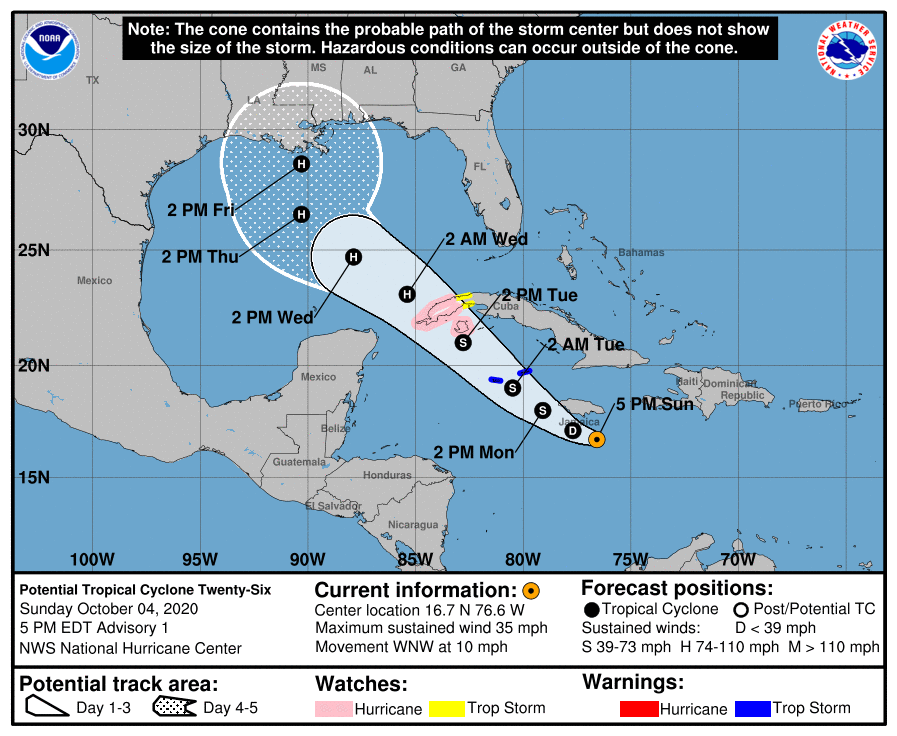 Note: The cone contains the probable path of the storm center but does not show
the size of the storm. Hazardous conditions can occur outside of the cone.
NOAA
NATIONAL WEATHER SERVICE
TX
LA
MS
AL
GA
FL
30N
25N
20N
15N
2 PM Fri
2 PM Thu
2 PM Wed
2 AM Wed
2 PM Tue
2 AM Tue
5 PM Sun
2 PM Mon
H
H
H
H
S
S
S
D
Mexico
Bahamas
Cuba
Mexico
Haiti
Dominican
Republic
Puerto Rico
Jamaica
Belize
Guatemala
Honduras
El Salvador
Nicaragua
100W 95W 90W 85W 80W 75W 70W
Potential Tropical Cyclone Twenty-Six
Sunday October 04, 2020
5 PM EDT Advisory 1
NWS National Hurricane Center
Current information:
Center location 16.7 N 76.6 W
Maximum sustained wind 35 mph
Movement WNW at 10 mph
Forecast positions:
Tropical Cyclone Post/Potential TC
Sustained winds: D < 39 mph
S 39-73 mph H 74-110 mph M > 110 mph
Potential track area:
Day 1-3 Day 4-5
Watches:
Hurricane Trop Storm
Warnings:
Hurricane Trop Storm